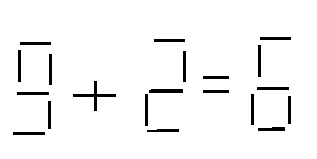 9 + 2 = 6